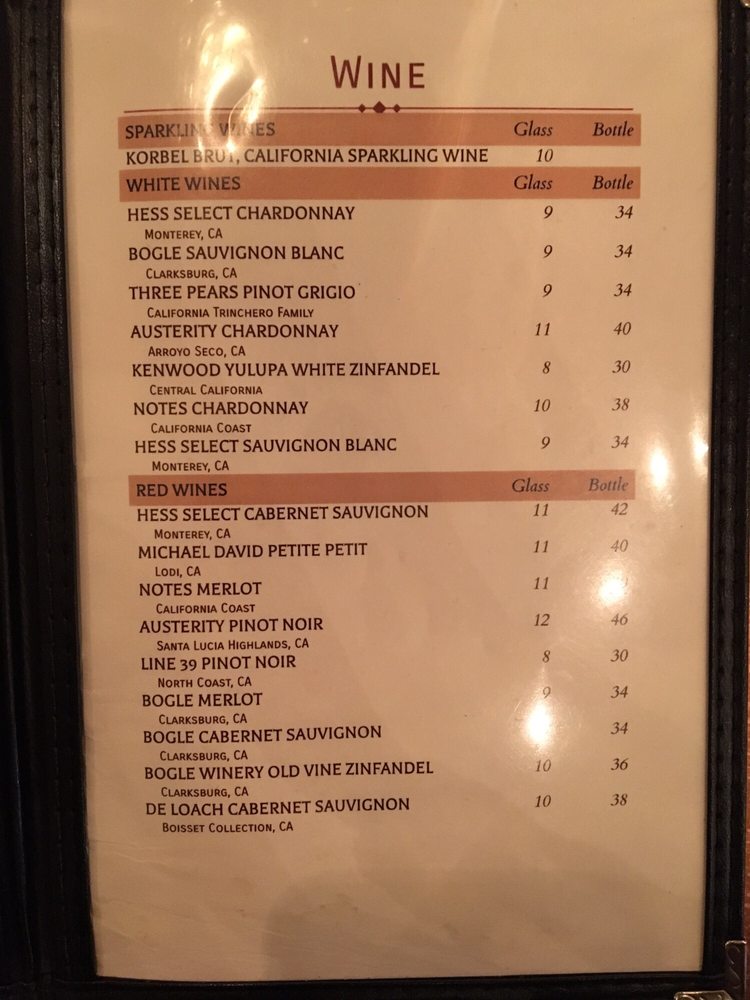 WINE
SPARKLING WINES Glass Bottle
KORBEL BRUT, CALIFORNIA SPARKLING WINE 10
WHITE WINES Glass Bottle
HESS SELECT CHARDONNAY 9 34
MONTEREY, CA
BOGLE SAUVIGNON BLANC 9 34
CLARKSBURG, CA
THREE PEARS PINOT GRIGIO 9 34
CALIFORNIA TRINCHERO FAMILY
AUSTERITY CHARDONNAY 11 40
ARROYO SECO, CA
KENWOOD YULUPA WHITE ZINFANDEL 8 30
CENTRAL CALIFORNIA
NOTES CHARDONNAY 10 38
CALIFORNIA COAST
HESS SELECT SAUVIGNON BLANC 9 34
MONTEREY, CA
RED WINES Glass Bottle
HESS SELECT CABERNET SAUVIGNON 11 42
MONTEREY, CA
MICHAEL DAVID PETITE PETIT 11 40
LODI, CA
NOTES MERLOT 11
CALIFORNIA COAST
AUSTERITY PINOT NOIR 12 46
SANTA LUCIA HIGHLANDS, CA
LINE 39 PINOT NOIR 8 30
NORTH COAST, CA
BOGLE MERLOT 9 34
CLARKSBURG, CA
BOGLE CABERNET SAUVIGNON 34
CLARKSBURG, CA
BOGLE WINERY OLD VINE ZINFANDEL 10 36
CLARKSBURG, CA
DE LOACH CABERNET SAUVIGNON 10 38
BOISSET COLLECTION, CA